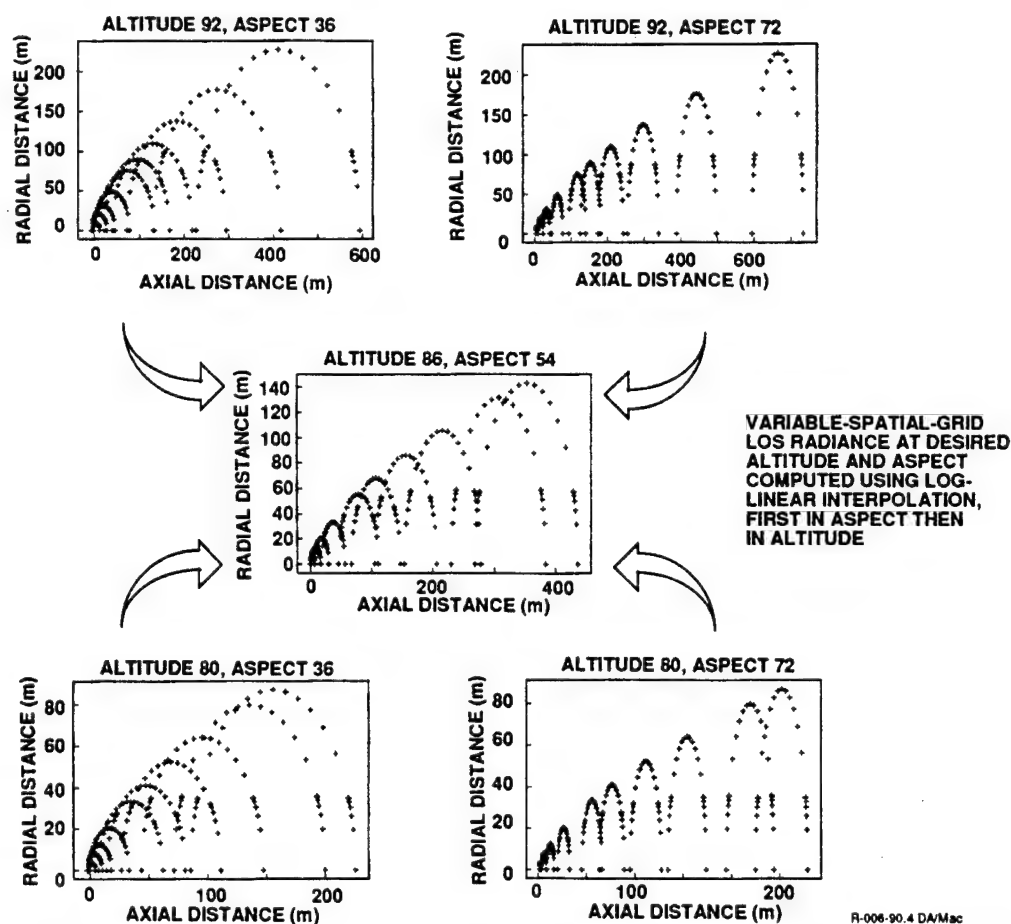 ALTITUDE 92, ASPECT 36
RADIAL DISTANCE (m)
200
150
100
50
0
0 200 400 600
AXIAL DISTANCE (m)
ALTITUDE 92, ASPECT 72
RADIAL DISTANCE (m)
200
150
100
50
0
0 200 400 600
AXIAL DISTANCE (m)
ALTITUDE 86, ASPECT 54
RADIAL DISTANCE (m)
140
120
100
80
60
40
20
0
0 200 400
AXIAL DISTANCE (m)
VARIABLE-SPATIAL-GRID
LOS RADIANCE AT DESIRED
ALTITUDE AND ASPECT
COMPUTED USING LOG-
LINEAR INTERPOLATION,
FIRST IN ASPECT THEN
IN ALTITUDE
ALTITUDE 80, ASPECT 36
RADIAL DISTANCE (m)
80
60
40
20
0
0 100 200
AXIAL DISTANCE (m)
ALTITUDE 80, ASPECT 72
RADIAL DISTANCE (m)
80
60
40
20
0
0 100 200
AXIAL DISTANCE (m)
R-006-90.4 DA/Mac